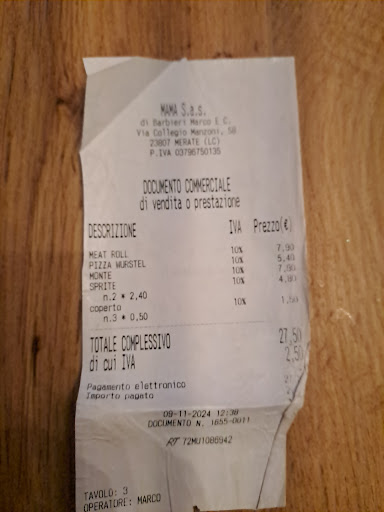 MAMA S.a.s.
di Barbieri Marco E C.
Via Collegio Manzoni, 58
23807 MERATE (LC)
P.IVA 03796750135
DOCUMENTO COMMERCIALE
di vendita o prestazione
DESCRIZIONE IVA Prezzo(€)
MEAT ROLL 10% 7,90
PIZZA WURSTEL 10% 5,40
MONTE 10% 7,90
SPRITE 10% 4,80
n.2 * 2,40
coperto 10% 1,50
n.3 * 0,50
TOTALE COMPLESSIVO 27,50
di cui IVA 2,50
Pagamento elettronico
Importo pagato
09-11-2024 12:38
DOCUMENTO N. 1655-0011
RT 72MU1086942
TAVOLO: 3
OPERATORE: MARCO